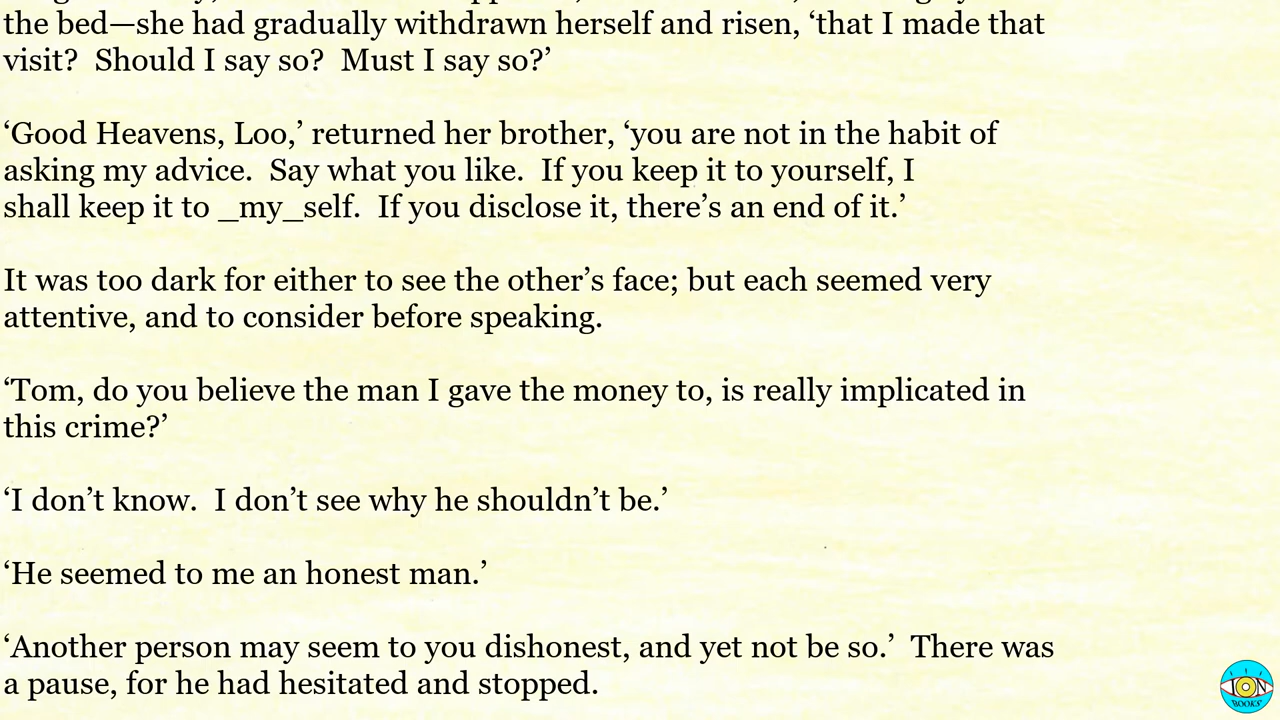 the bed—she had gradually withdrawn herself and risen, ‘that I made that
visit?  Should I say so?  Must I say so?’
‘Good Heavens, Loo,’ returned her brother, ‘you are not in the habit of
asking my advice.  Say what you like.  If you keep it to yourself, I
shall keep it to _my_self.  If you disclose it, there’s an end of it.’
It was too dark for either to see the other’s face; but each seemed very
attentive, and to consider before speaking.
‘Tom, do you believe the man I gave the money to, is really implicated in
this crime?’
‘I don’t know.  I don’t see why he shouldn’t be.’
‘He seemed to me an honest man.’
‘Another person may seem to you dishonest, and yet not be so.’  There was
a pause, for he had hesitated and stopped.
ION
BOOKS